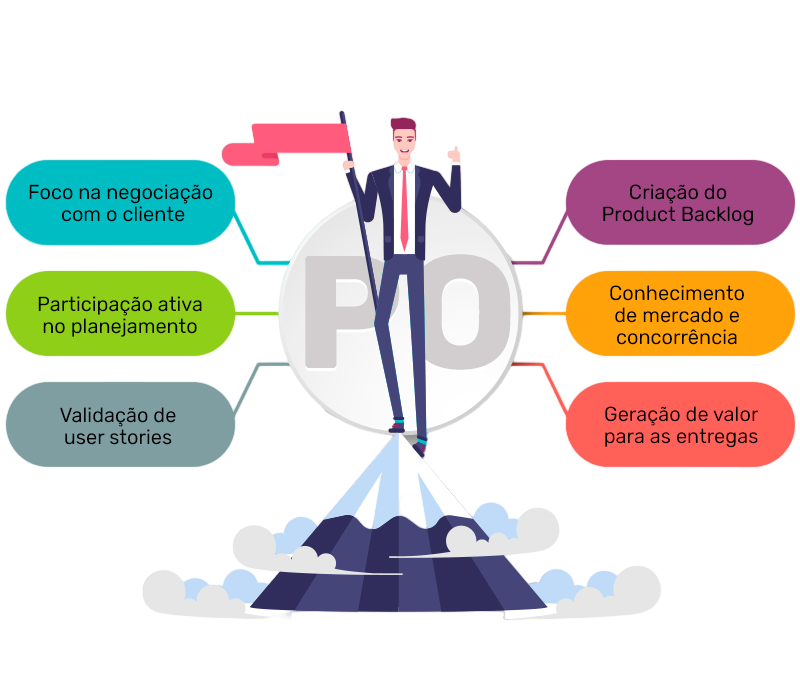 Foco na negociação
com o cliente
Participação ativa
no planejamento
Validação de
user stories
PO
Criação do
Product Backlog
Conhecimento
de mercado e
concorrência
Geração de valor
para as entregas